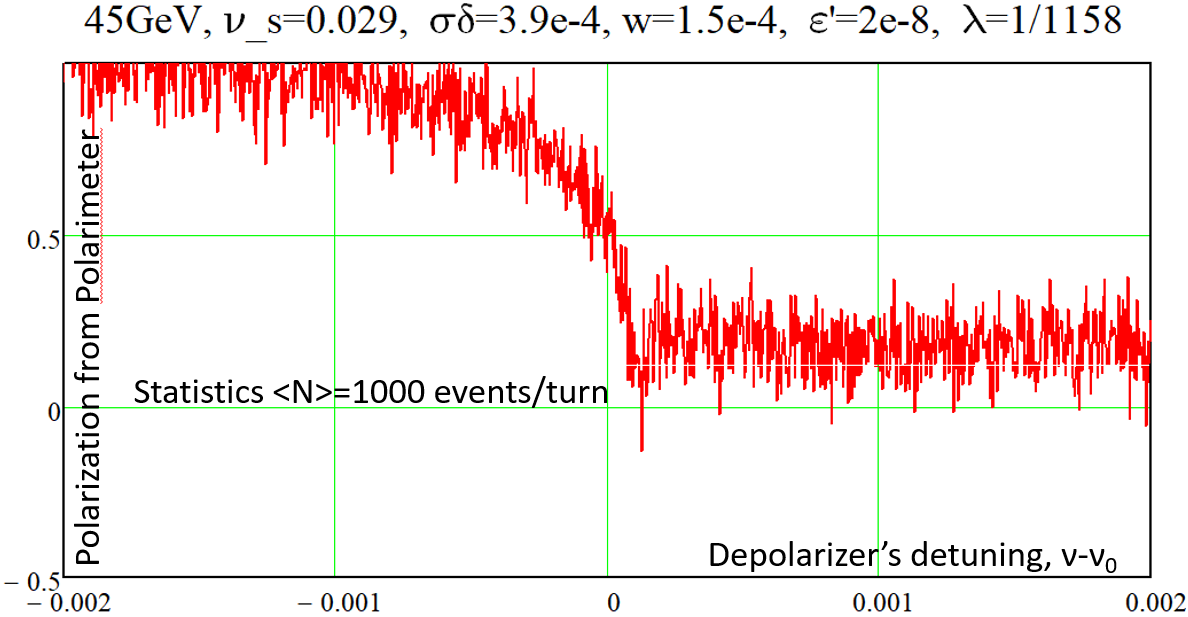 45GeV, ν_s=0.029, σδ=3.9e-4, w=1.5e-4, ε'=2e-8, λ=1/1158
Polarization from Polarimeter
0.5
0
− 0.5
Statistics <N>=1000 events/turn
Depolarizer's detuning, ν-ν₀
− 0.002
− 0.001
0
0.001
0.002